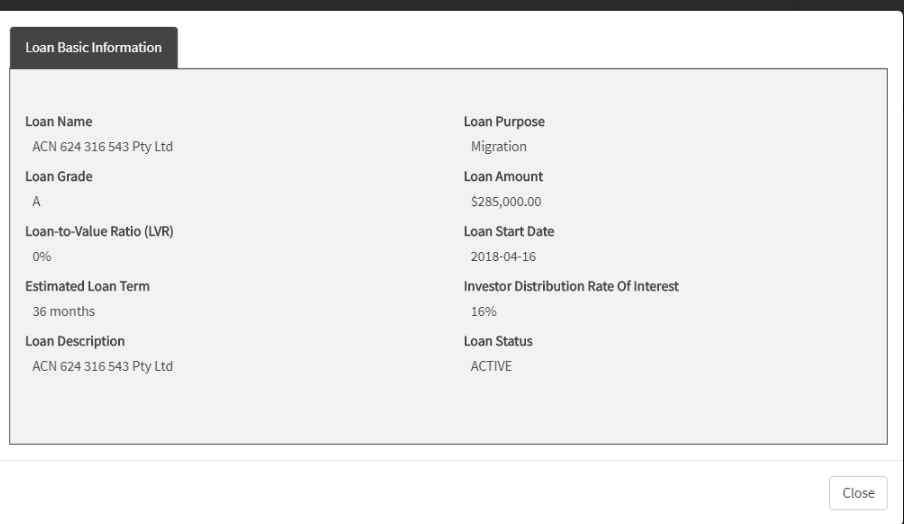 Loan Basic Information
Loan Name
ACN 624 316 543 Pty Ltd
Loan Purpose
Migration
Loan Grade
A
Loan Amount
$285,000.00
Loan-to-Value Ratio (LVR)
0%
Loan Start Date
2018-04-16
Estimated Loan Term
36 months
Investor Distribution Rate Of Interest
16%
Loan Description
ACN 624 316 543 Pty Ltd
Loan Status
ACTIVE
Close